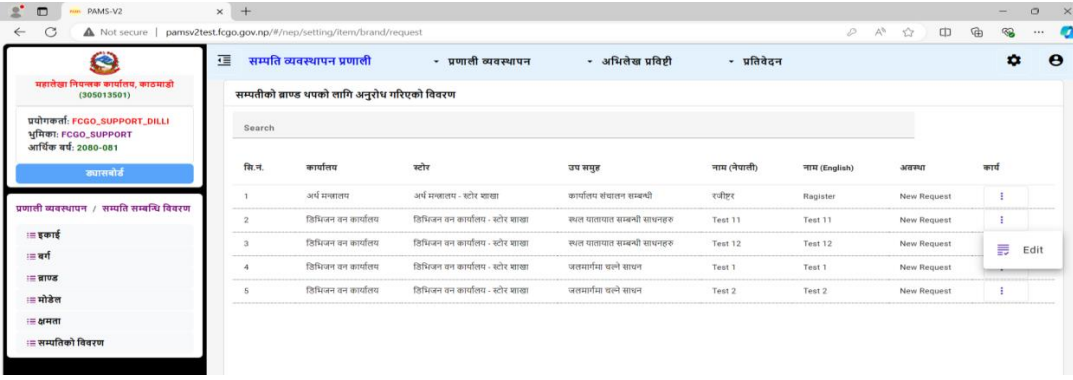 PAMS-V2
Not secure | pamsv2test.fcgo.gov.np/#/nep/setting/item/brand/request
महालेखा नियन्त्रक कार्यालय, काठमाडौं
(305013501)
प्रयोगकर्ता: FCGO_SUPPORT_DILLI
भुमिका: FCGO_SUPPORT
आर्थिक वर्ष: 2080-081
ड्यासबोर्ड
प्रणाली व्यवस्थापन / सम्पति सम्बन्धि विवरण
इकाई
बर्ग
ब्राण्ड
मोडेल
क्षमता
सम्पतिको विवरण
सम्पति व्यवस्थापन प्रणाली प्रणाली व्यवस्थापन अभिलेख प्रविष्टी प्रतिवेदन
सम्पतीको ब्राण्ड थपको लागि अनुरोध गरिएको विवरण
Search
सि.नं. कार्यालय स्टोर उप समुह नाम (नेपाली) नाम (English) अवस्था कार्य
1 अर्थ मन्त्रालय अर्थ मन्त्रालय - स्टोर शाखा कार्यालय संचालन सम्बन्धी रजीष्टर Ragister New Request
2 डिभिजन वन कार्यालय डिभिजन वन कार्यालय - स्टोर शाखा स्थल यातायात सम्बन्धी साधनहरु Test 11 Test 11 New Request
3 डिभिजन वन कार्यालय डिभिजन वन कार्यालय - स्टोर शाखा स्थल यातायात सम्बन्धी साधनहरु Test 12 Test 12 New Request
Edit
4 डिभिजन वन कार्यालय डिभिजन वन कार्यालय - स्टोर शाखा जलमार्गमा चल्ने साधन Test 1 Test 1 New Request
5 डिभिजन वन कार्यालय डिभिजन वन कार्यालय - स्टोर शाखा जलमार्गमा चल्ने साधन Test 2 Test 2 New Request